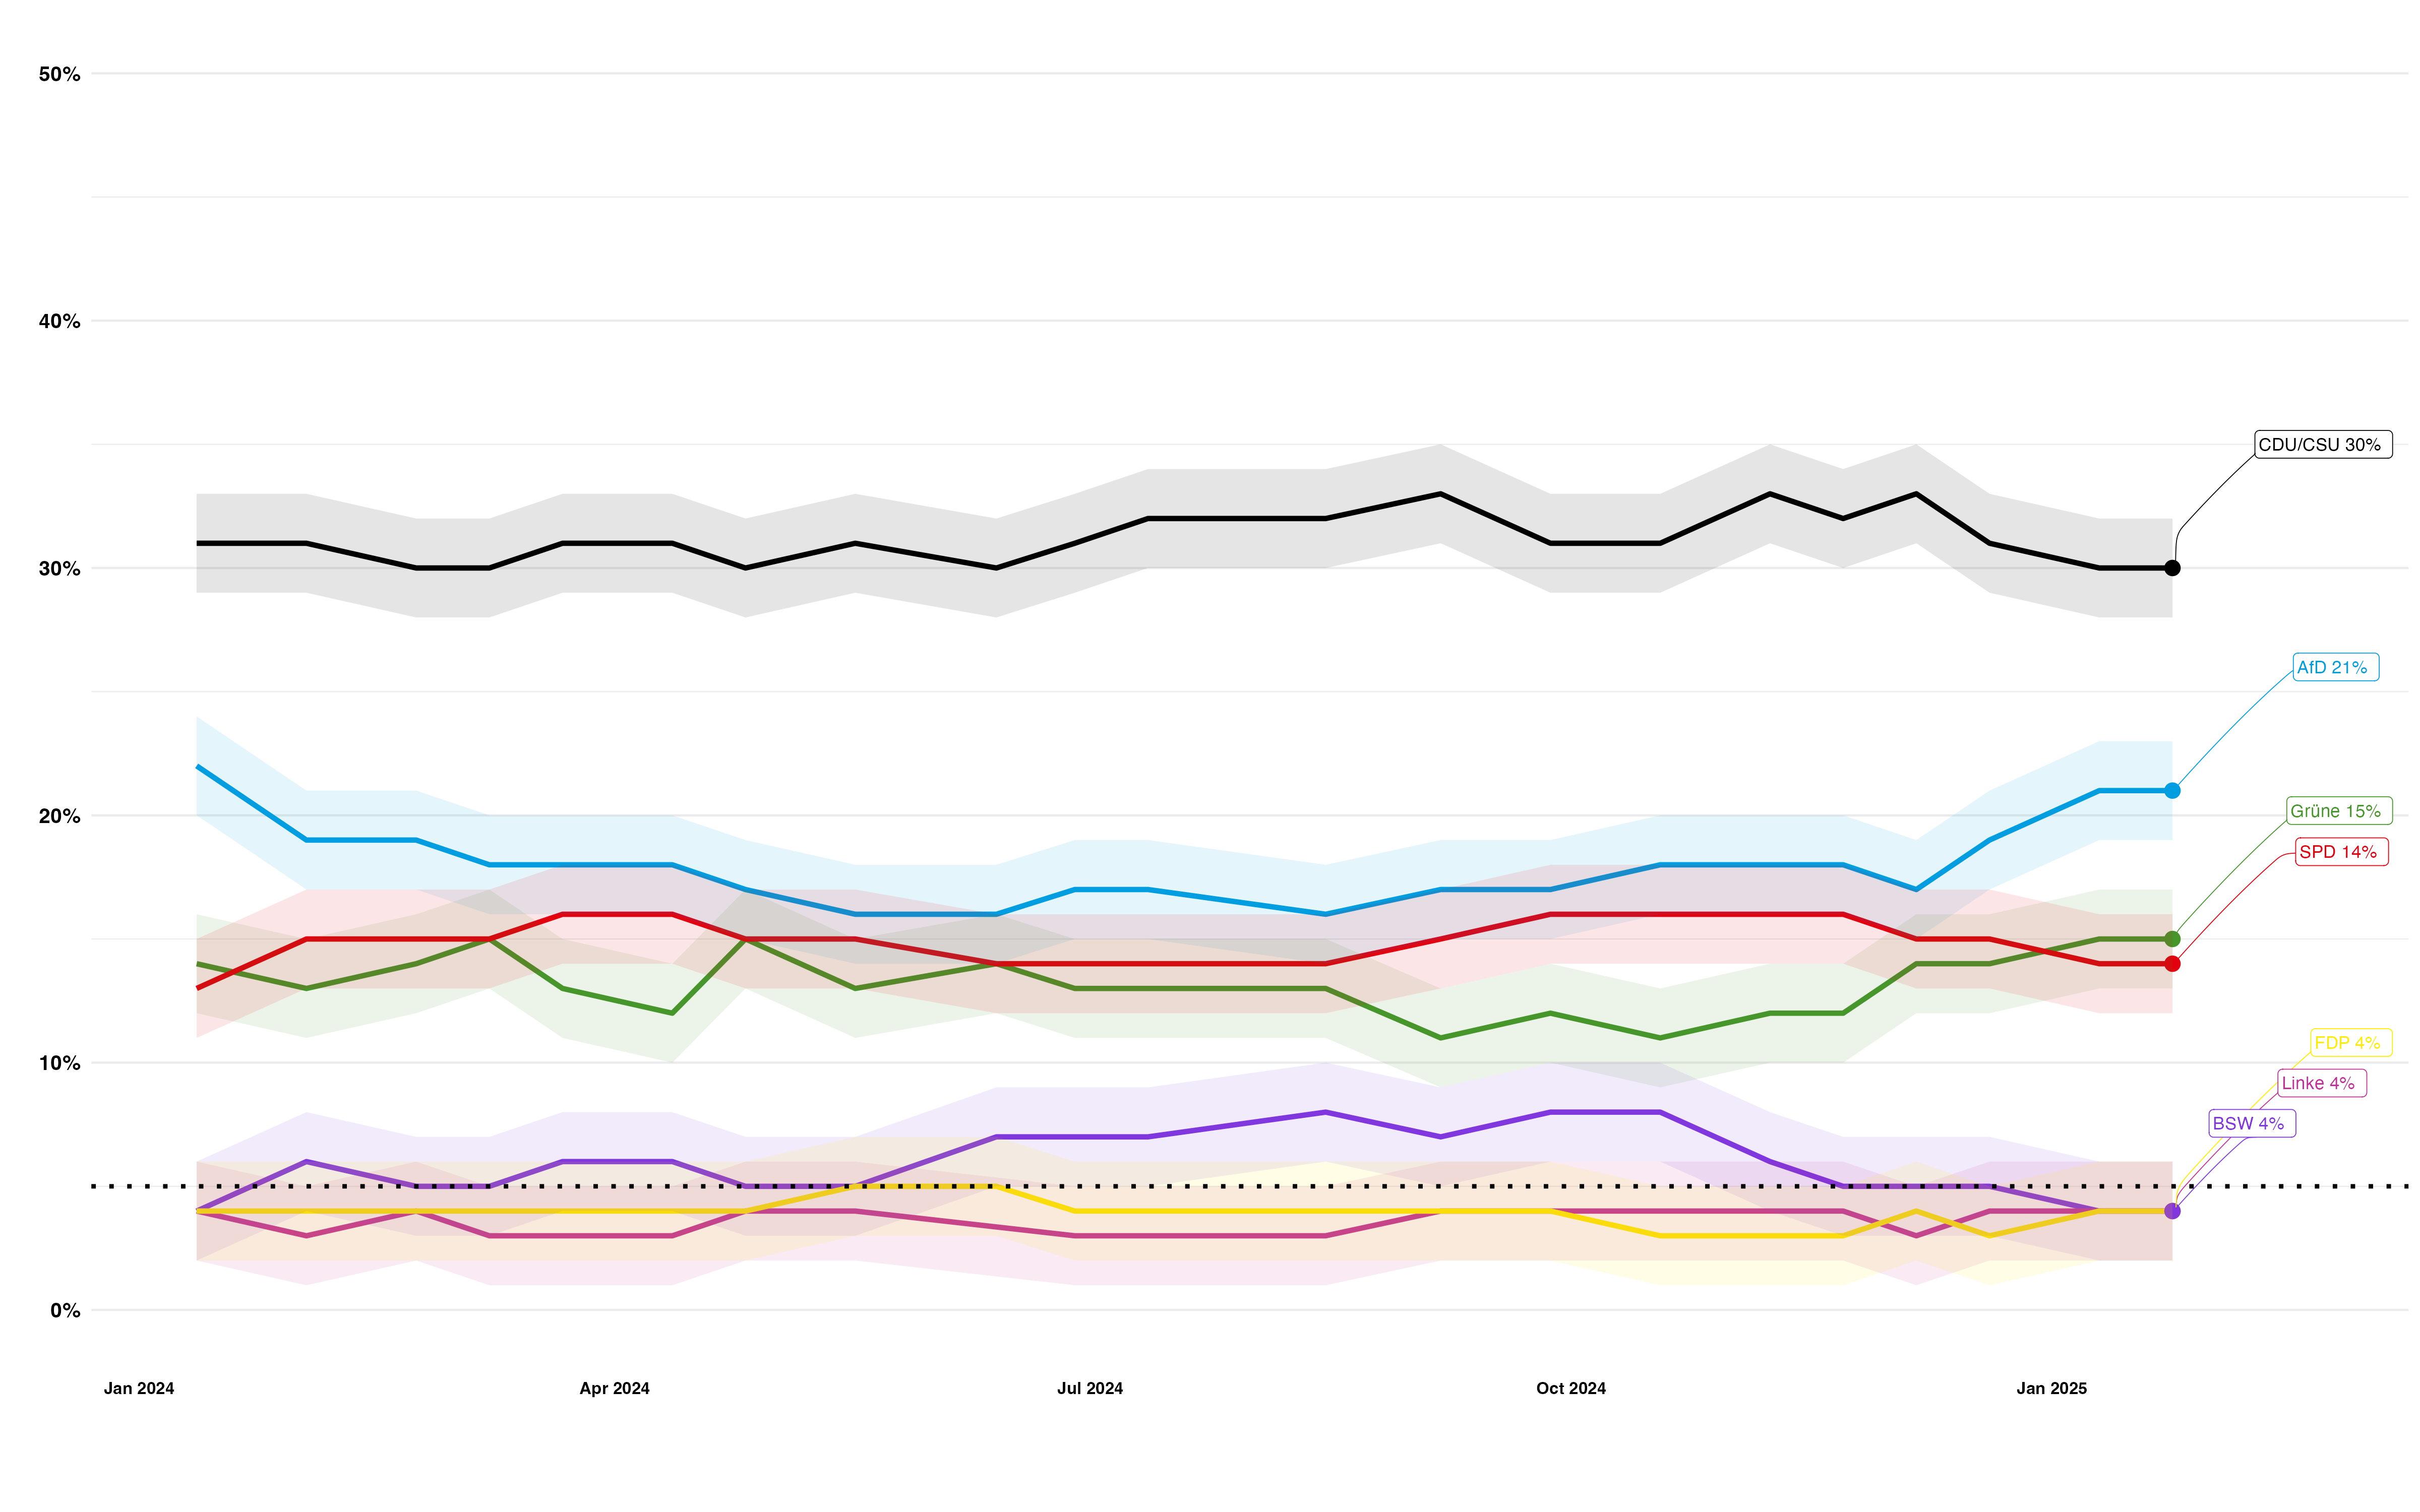 50%
40%
30%
20%
10%
0%
CDU/CSU 30%
AfD 21%
Grüne 15%
SPD 14%
FDP 4%
Linke 4%
BSW 4%
Jan 2024
Apr 2024
Jul 2024
Oct 2024
Jan 2025